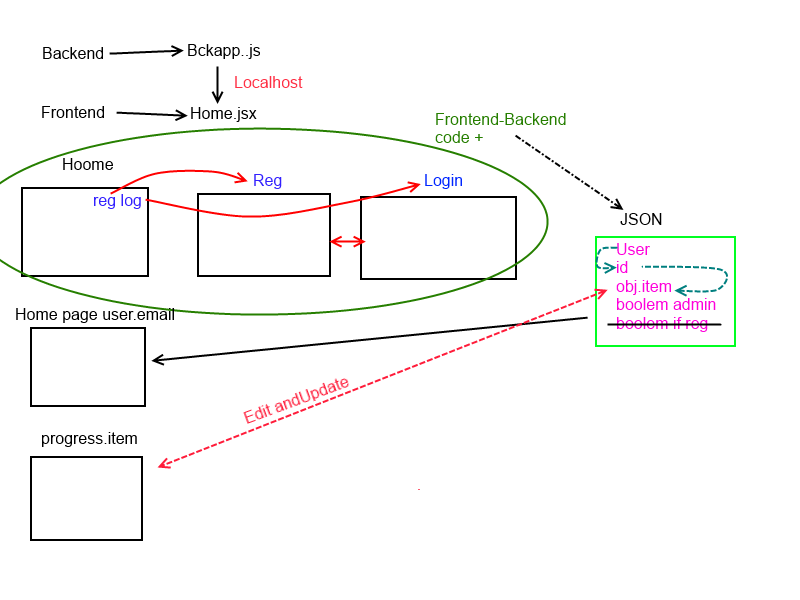 Backend
Bckapp..js
Localhost
Frontend
Home.jsx
Frontend-Backend
code +
Hoome
Reg
Login
reg log
JSON
User
id
obj.item
boolem admin
boolem if reg
Home page user.email
Edit andUpdate
progress.item